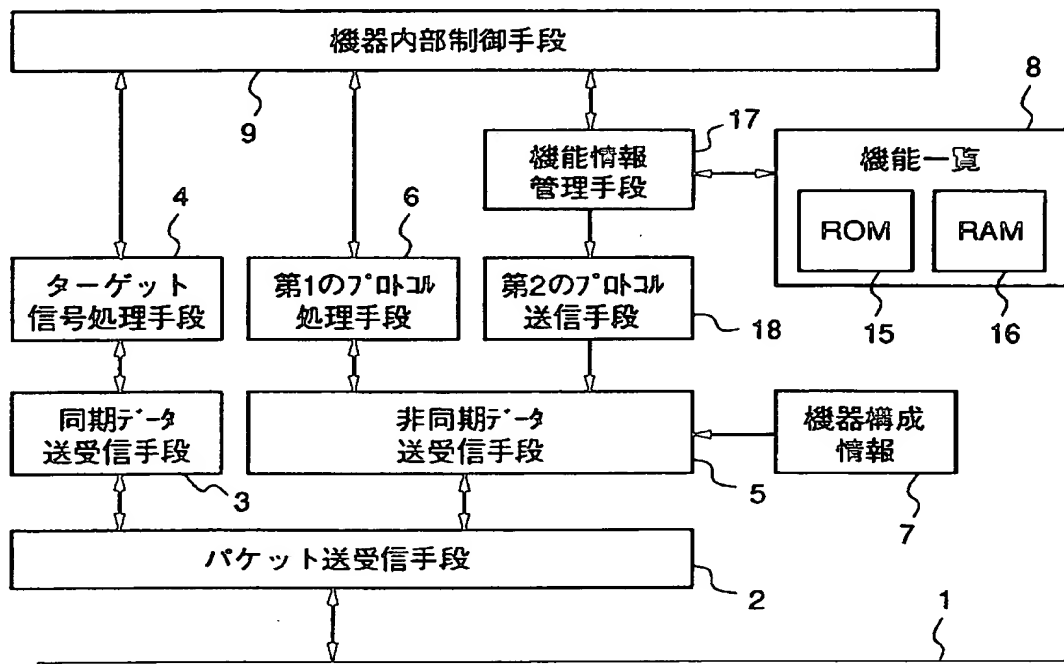 機器内部制御手段
9
17
8
機能情報
管理手段
機能一覧
ROM
RAM
15
16
4
ターゲット
信号処理手段
6
第1のプロトコル
処理手段
第2のプロトコル
送信手段
18
同期データ
送受信手段
3
非同期データ
送受信手段
5
機器構成
情報
7
パケット送受信手段
2
1